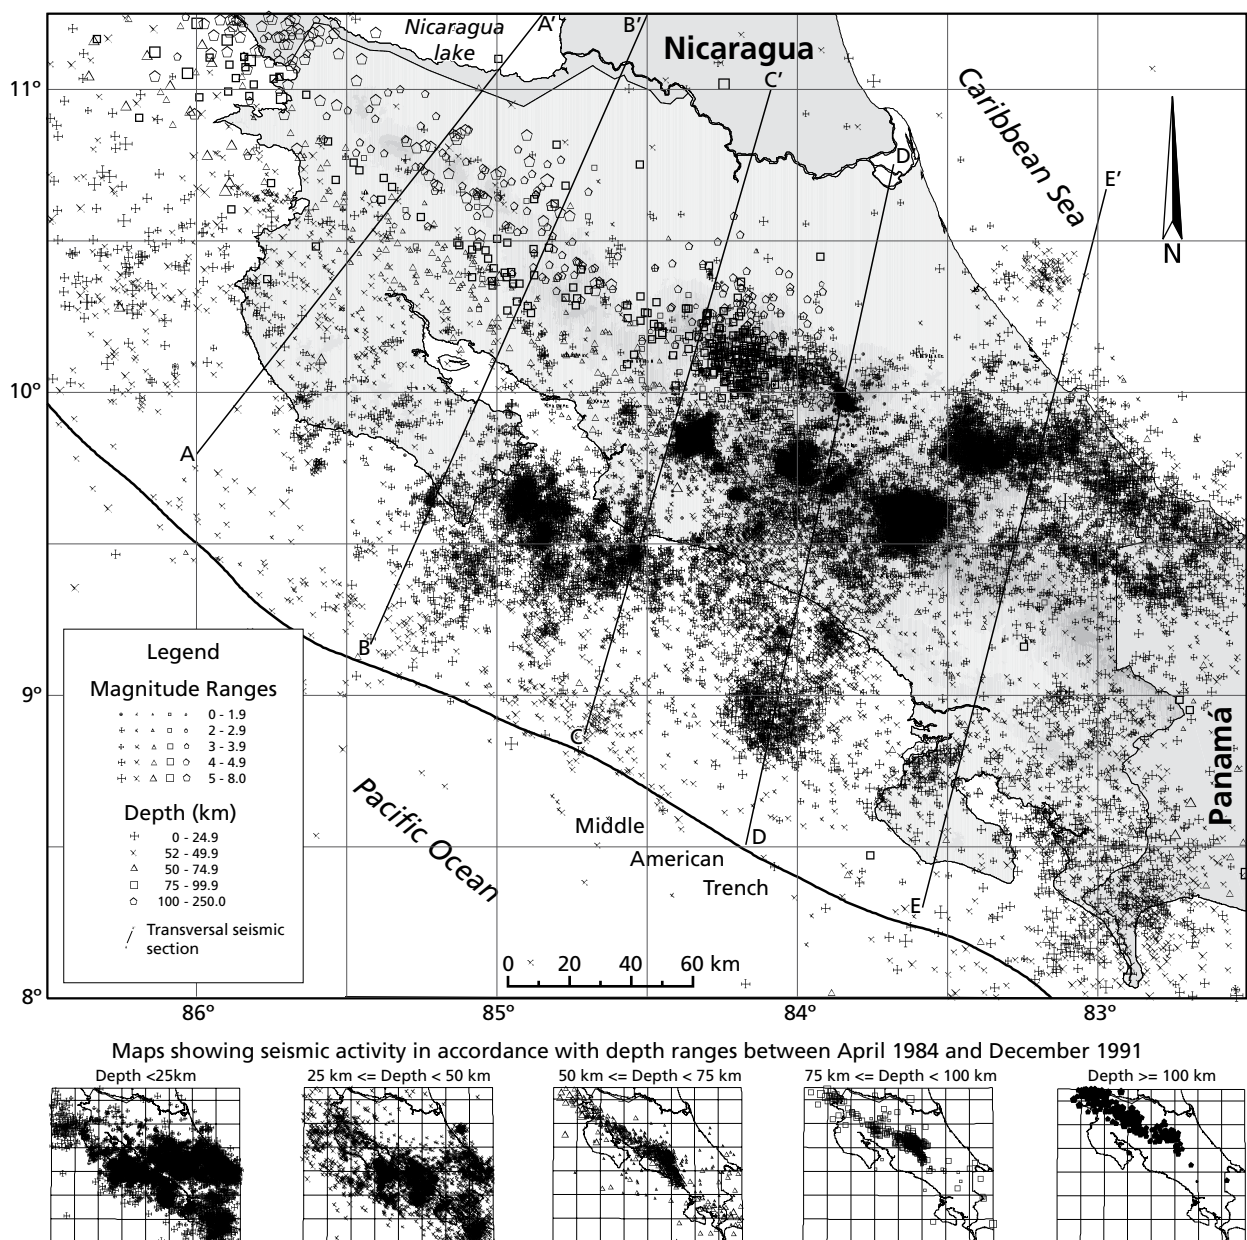 Nicaragua
lake
A’
B’
Nicaragua
C’
Caribbean Sea
11°
D
E’
N
10°
A
B
Legend
Magnitude Ranges
0 - 1.9
2 - 2.9
3 - 3.9
4 - 4.9
5 - 8.0
Depth (km)
0 - 24.9
52 - 49.9
50 - 74.9
75 - 99.9
100 - 250.0
Transversal seismic
section
9°
C
Panamá
Pacific Ocean
Middle
American
Trench
D
E
0 20 40 60 km
8°
86° 85° 84° 83°
Maps showing seismic activity in accordance with depth ranges between April 1984 and December 1991
Depth <25km
25 km <= Depth < 50 km
50 km <= Depth < 75 km
75 km <= Depth < 100 km
Depth >= 100 km